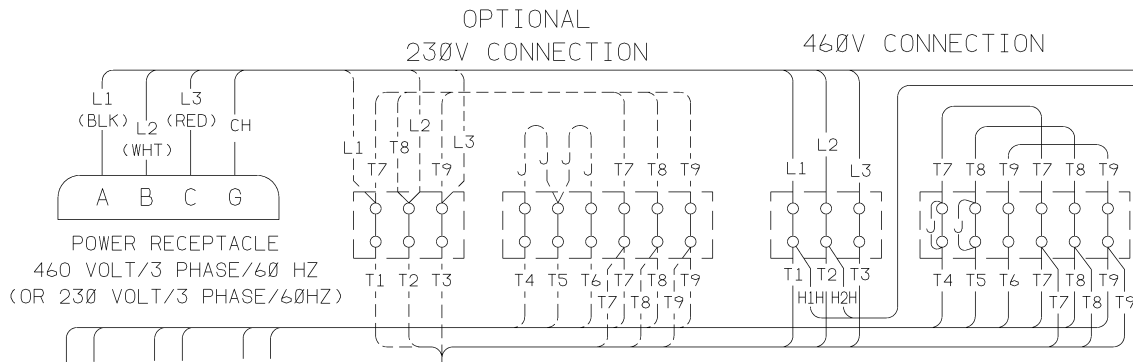 OPTIONAL
230V CONNECTION
460V CONNECTION
L1
(BLK)
L2
(WHT)
L3
(RED)
CH
A B C G
POWER RECEPTACLE
460 VOLT/3 PHASE/60 HZ
(OR 230 VOLT/3 PHASE/60HZ)
L1
L2
L3
T7 T8 T9
T1 T2 T3
J J J J T7 T8 T9
T4 T5 T6 T7 T8 T9
T7 T8 T9
L1 L2 L3
T1 T2 T3
H1H H2H
T7 T8 T9 T7 T8 T9
J J
T4 T5 T6 T7 T8 T9
T7 T8 T9